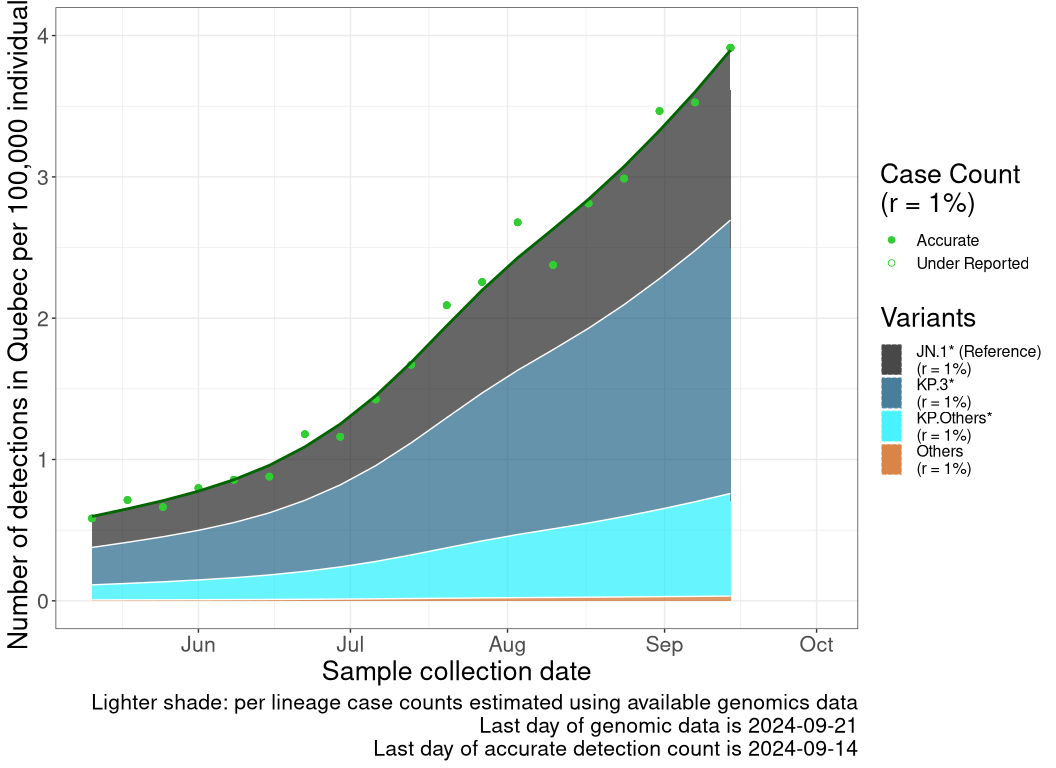 Number of detections in Quebec per 100,000 individual
4
3
2
1
0
Jun Jul Aug Sep Oct
Sample collection date
Lighter shade: per lineage case counts estimated using available genomics data
Last day of genomic data is 2024-09-21
Last day of accurate detection count is 2024-09-14
Case Count
(r = 1%)
Accurate
Under Reported
Variants
JN.1* (Reference)
(r = 1%)
KP.3*
(r = 1%)
KP.Others*
(r = 1%)
Others
(r = 1%)